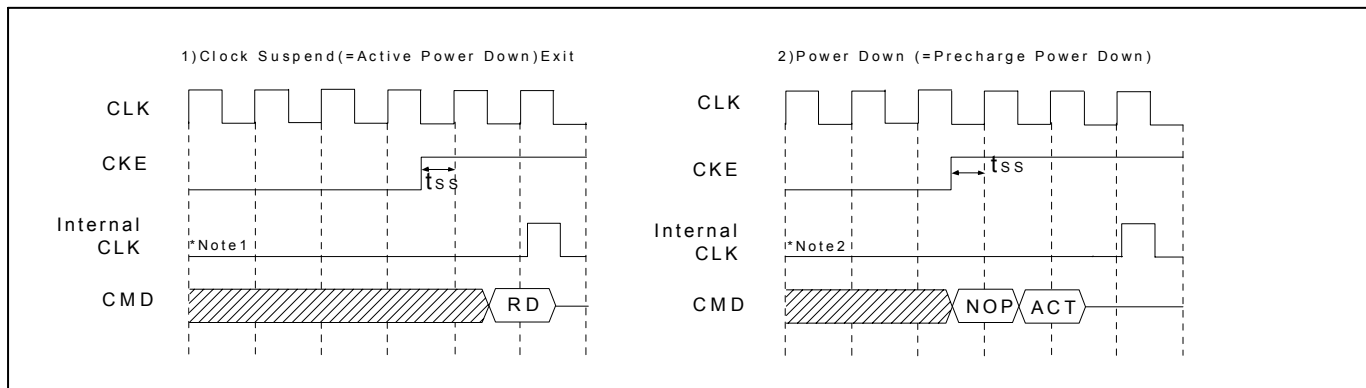 1)Clock Suspend(=Active Power Down)Exit
CLK
CKE
tss
Internal
CLK
*Note1
CMD
RD
2)Power Down (=Precharge Power Down)
CLK
CKE
tss
Internal
CLK
*Note2
CMD
NOP
ACT